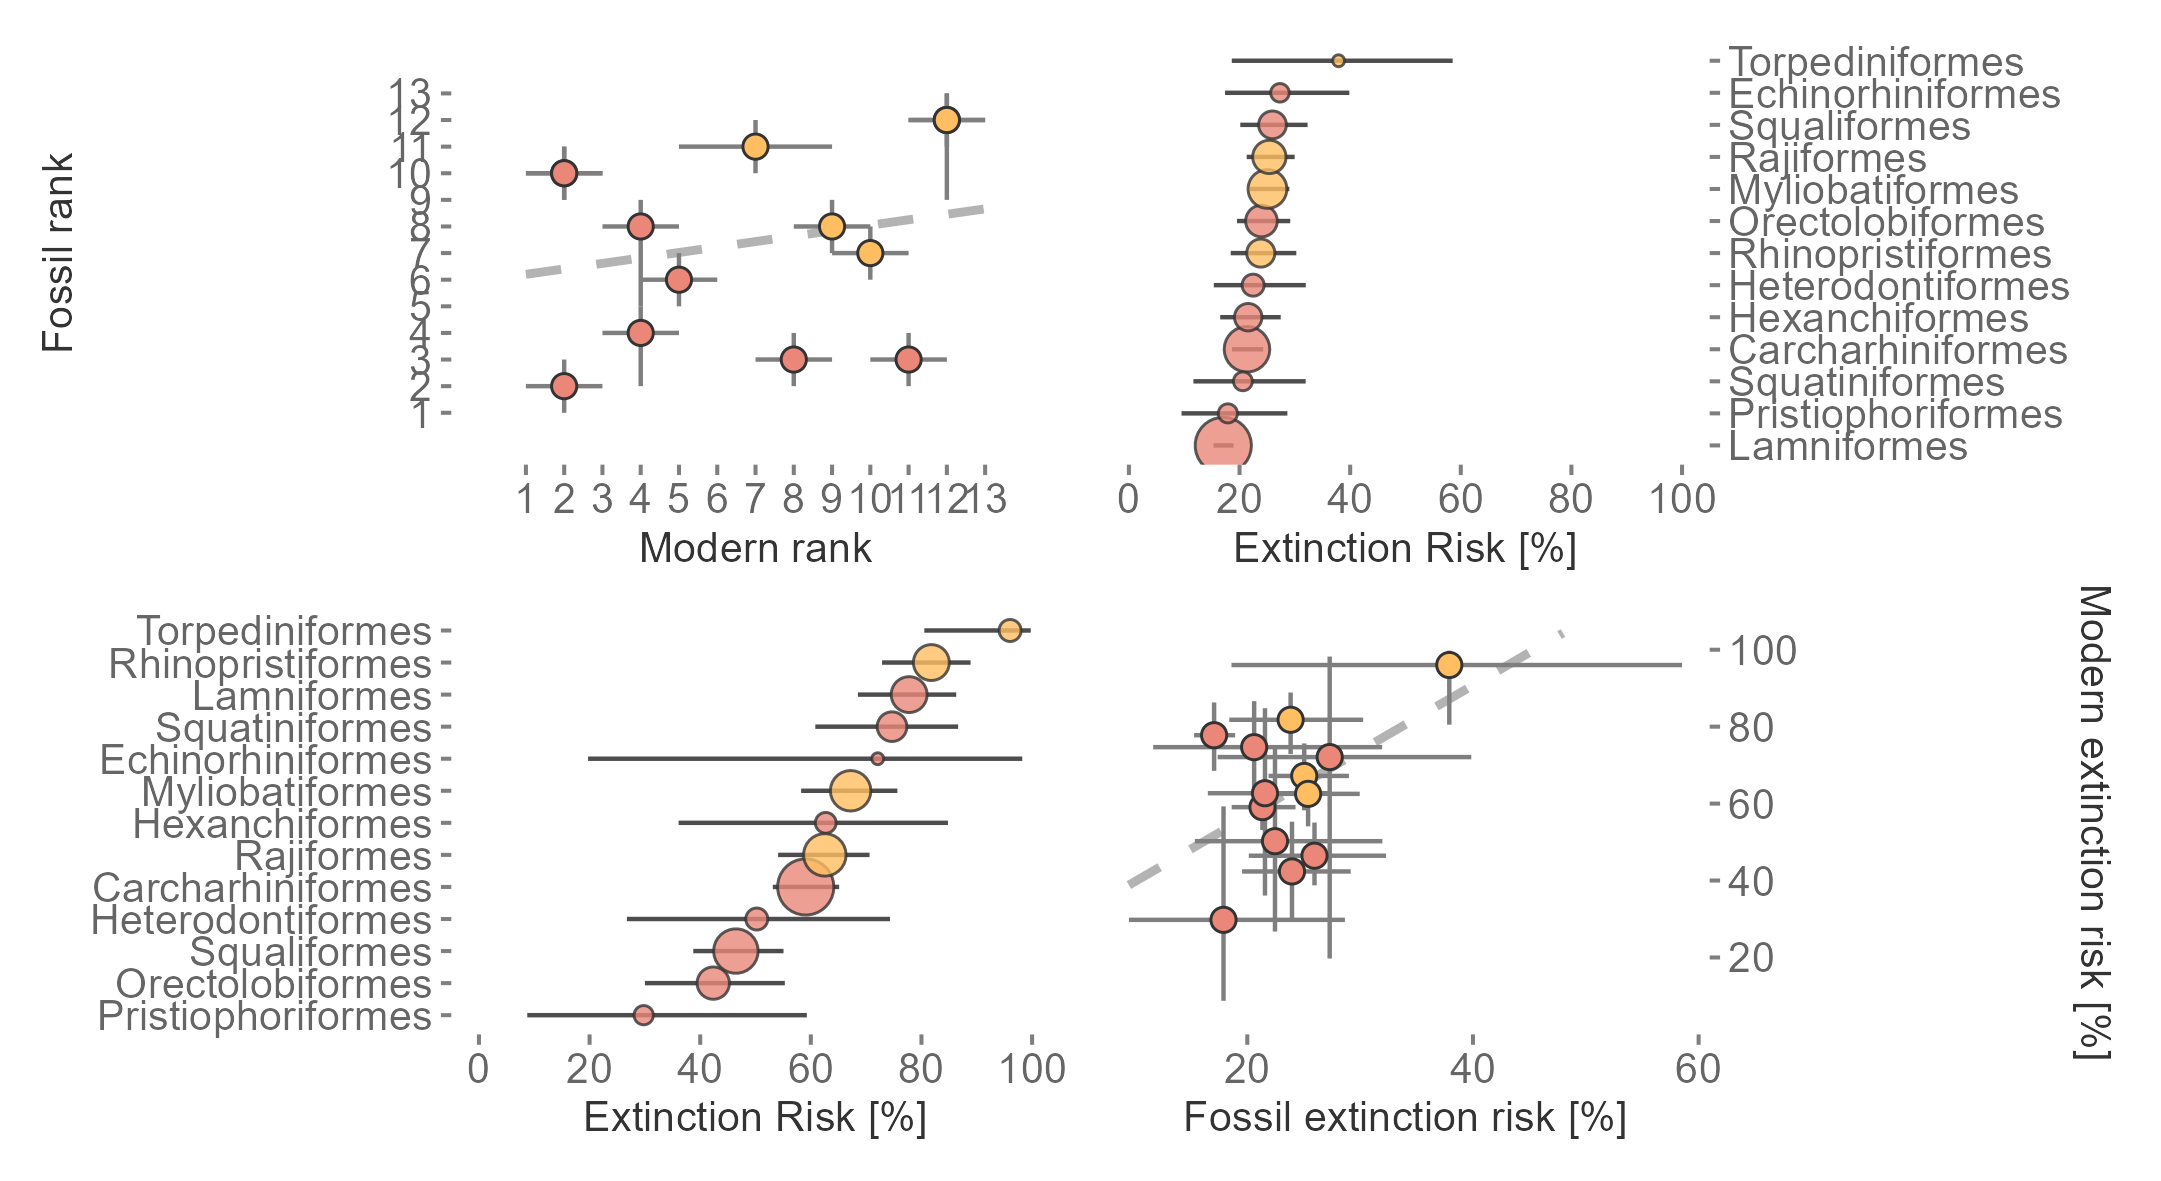 Fossil rank
13
12
11
10
9
8
7
6
5
4
3
2
1
1 2 3 4 5 6 7 8 9 10 11 12 13
Modern rank
Torpediniformes
Echinorhiniformes
Squaliformes
Rajiformes
Myliobatiformes
Orectolobiformes
Rhinopristiformes
Heterodontiformes
Hexanchiformes
Carcharhiniformes
Squatiniformes
Pristiophoriformes
Lamniformes
0 20 40 60 80 100
Extinction Risk [%]
Torpediniformes
Rhinopristiformes
Lamniformes
Squatiniformes
Echinorhiniformes
Myliobatiformes
Hexanchiformes
Rajiformes
Carcharhiniformes
Heterodontiformes
Squaliformes
Orectolobiformes
Pristiophoriformes
0 20 40 60 80 100
Extinction Risk [%]
100
80
60
40
20
Modern extinction risk [%]
20 40 60
Fossil extinction risk [%]